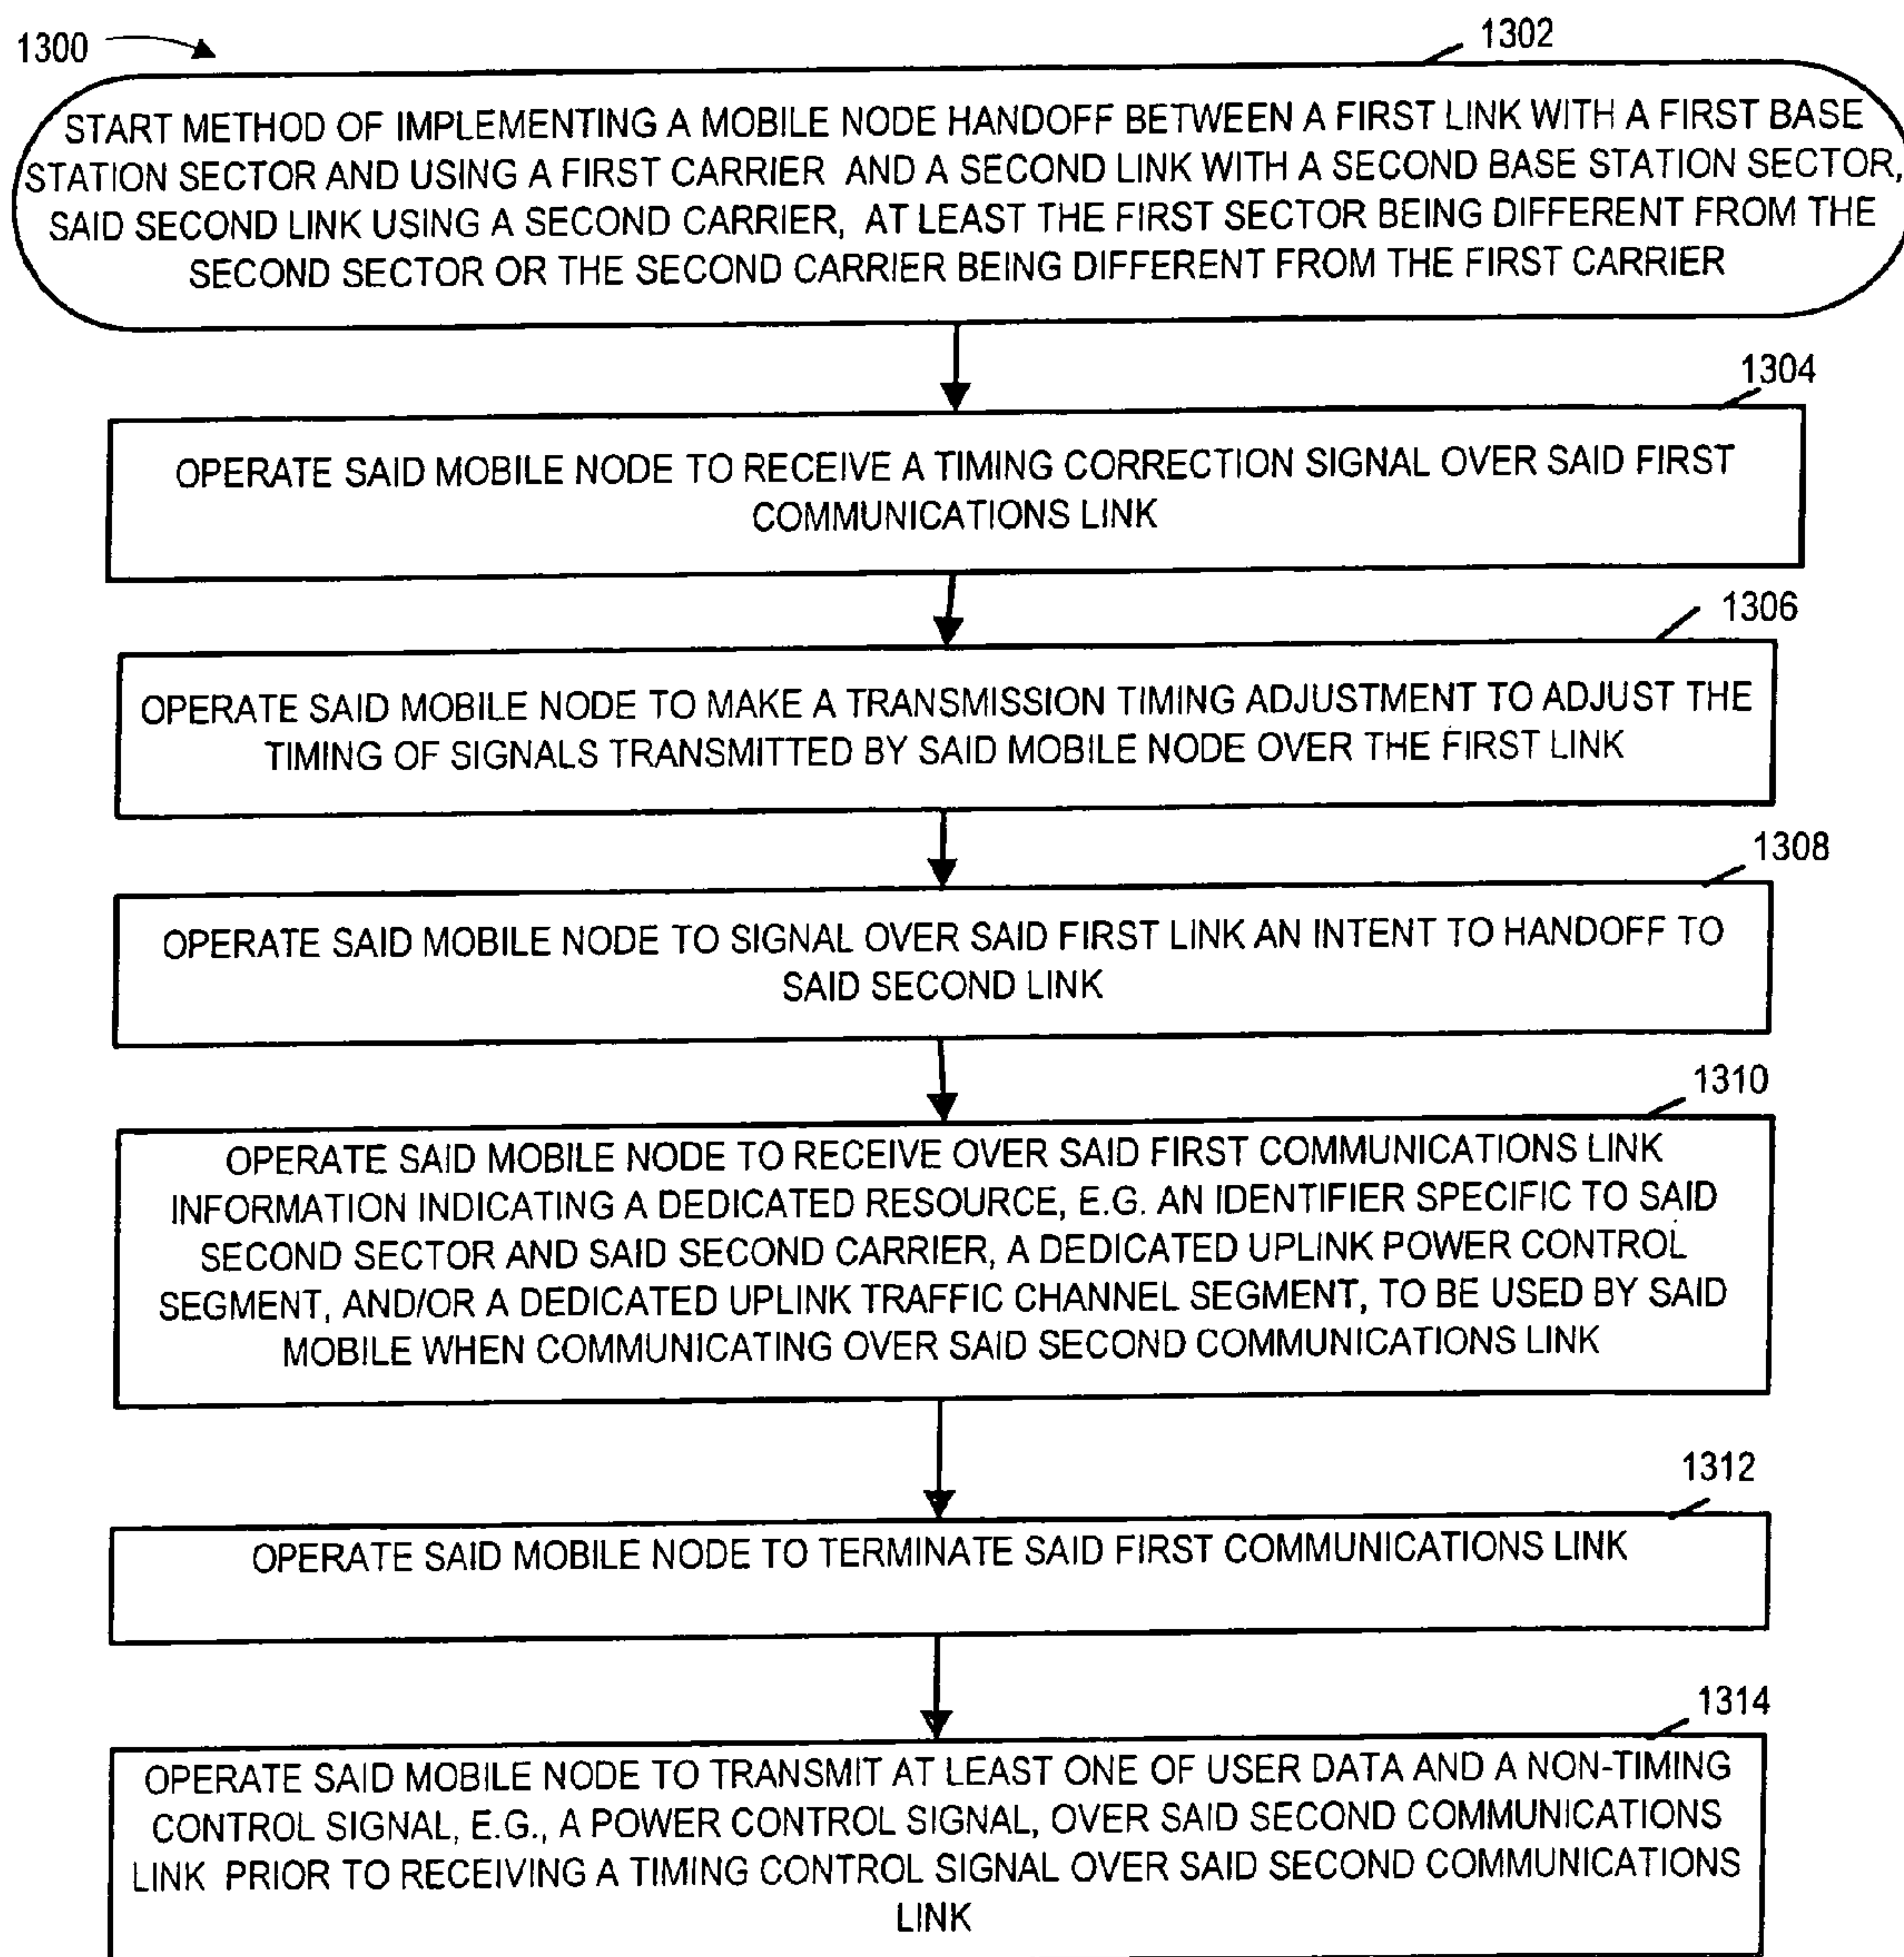 1300
1302
START METHOD OF IMPLEMENTING A MOBILE NODE HANDOFF BETWEEN A FIRST LINK WITH A FIRST BASE
STATION SECTOR AND USING A FIRST CARRIER AND A SECOND LINK WITH A SECOND BASE STATION SECTOR,
SAID SECOND LINK USING A SECOND CARRIER, AT LEAST THE FIRST SECTOR BEING DIFFERENT FROM THE
SECOND SECTOR OR THE SECOND CARRIER BEING DIFFERENT FROM THE FIRST CARRIER
1304
OPERATE SAID MOBILE NODE TO RECEIVE A TIMING CORRECTION SIGNAL OVER SAID FIRST
COMMUNICATIONS LINK
1306
OPERATE SAID MOBILE NODE TO MAKE A TRANSMISSION TIMING ADJUSTMENT TO ADJUST THE
TIMING OF SIGNALS TRANSMITTED BY SAID MOBILE NODE OVER THE FIRST LINK
1308
OPERATE SAID MOBILE NODE TO SIGNAL OVER SAID FIRST LINK AN INTENT TO HANDOFF TO
SAID SECOND LINK
1310
OPERATE SAID MOBILE NODE TO RECEIVE OVER SAID FIRST COMMUNICATIONS LINK
INFORMATION INDICATING A DEDICATED RESOURCE, E.G. AN IDENTIFIER SPECIFIC TO SAID
SECOND SECTOR AND SAID SECOND CARRIER, A DEDICATED UPLINK POWER CONTROL
SEGMENT, AND/OR A DEDICATED UPLINK TRAFFIC CHANNEL SEGMENT, TO BE USED BY SAID
MOBILE WHEN COMMUNICATING OVER SAID SECOND COMMUNICATIONS LINK
1312
OPERATE SAID MOBILE NODE TO TERMINATE SAID FIRST COMMUNICATIONS LINK
1314
OPERATE SAID MOBILE NODE TO TRANSMIT AT LEAST ONE OF USER DATA AND A NON-TIMING
CONTROL SIGNAL, E.G., A POWER CONTROL SIGNAL, OVER SAID SECOND COMMUNICATIONS
LINK PRIOR TO RECEIVING A TIMING CONTROL SIGNAL OVER SAID SECOND COMMUNICATIONS
LINK